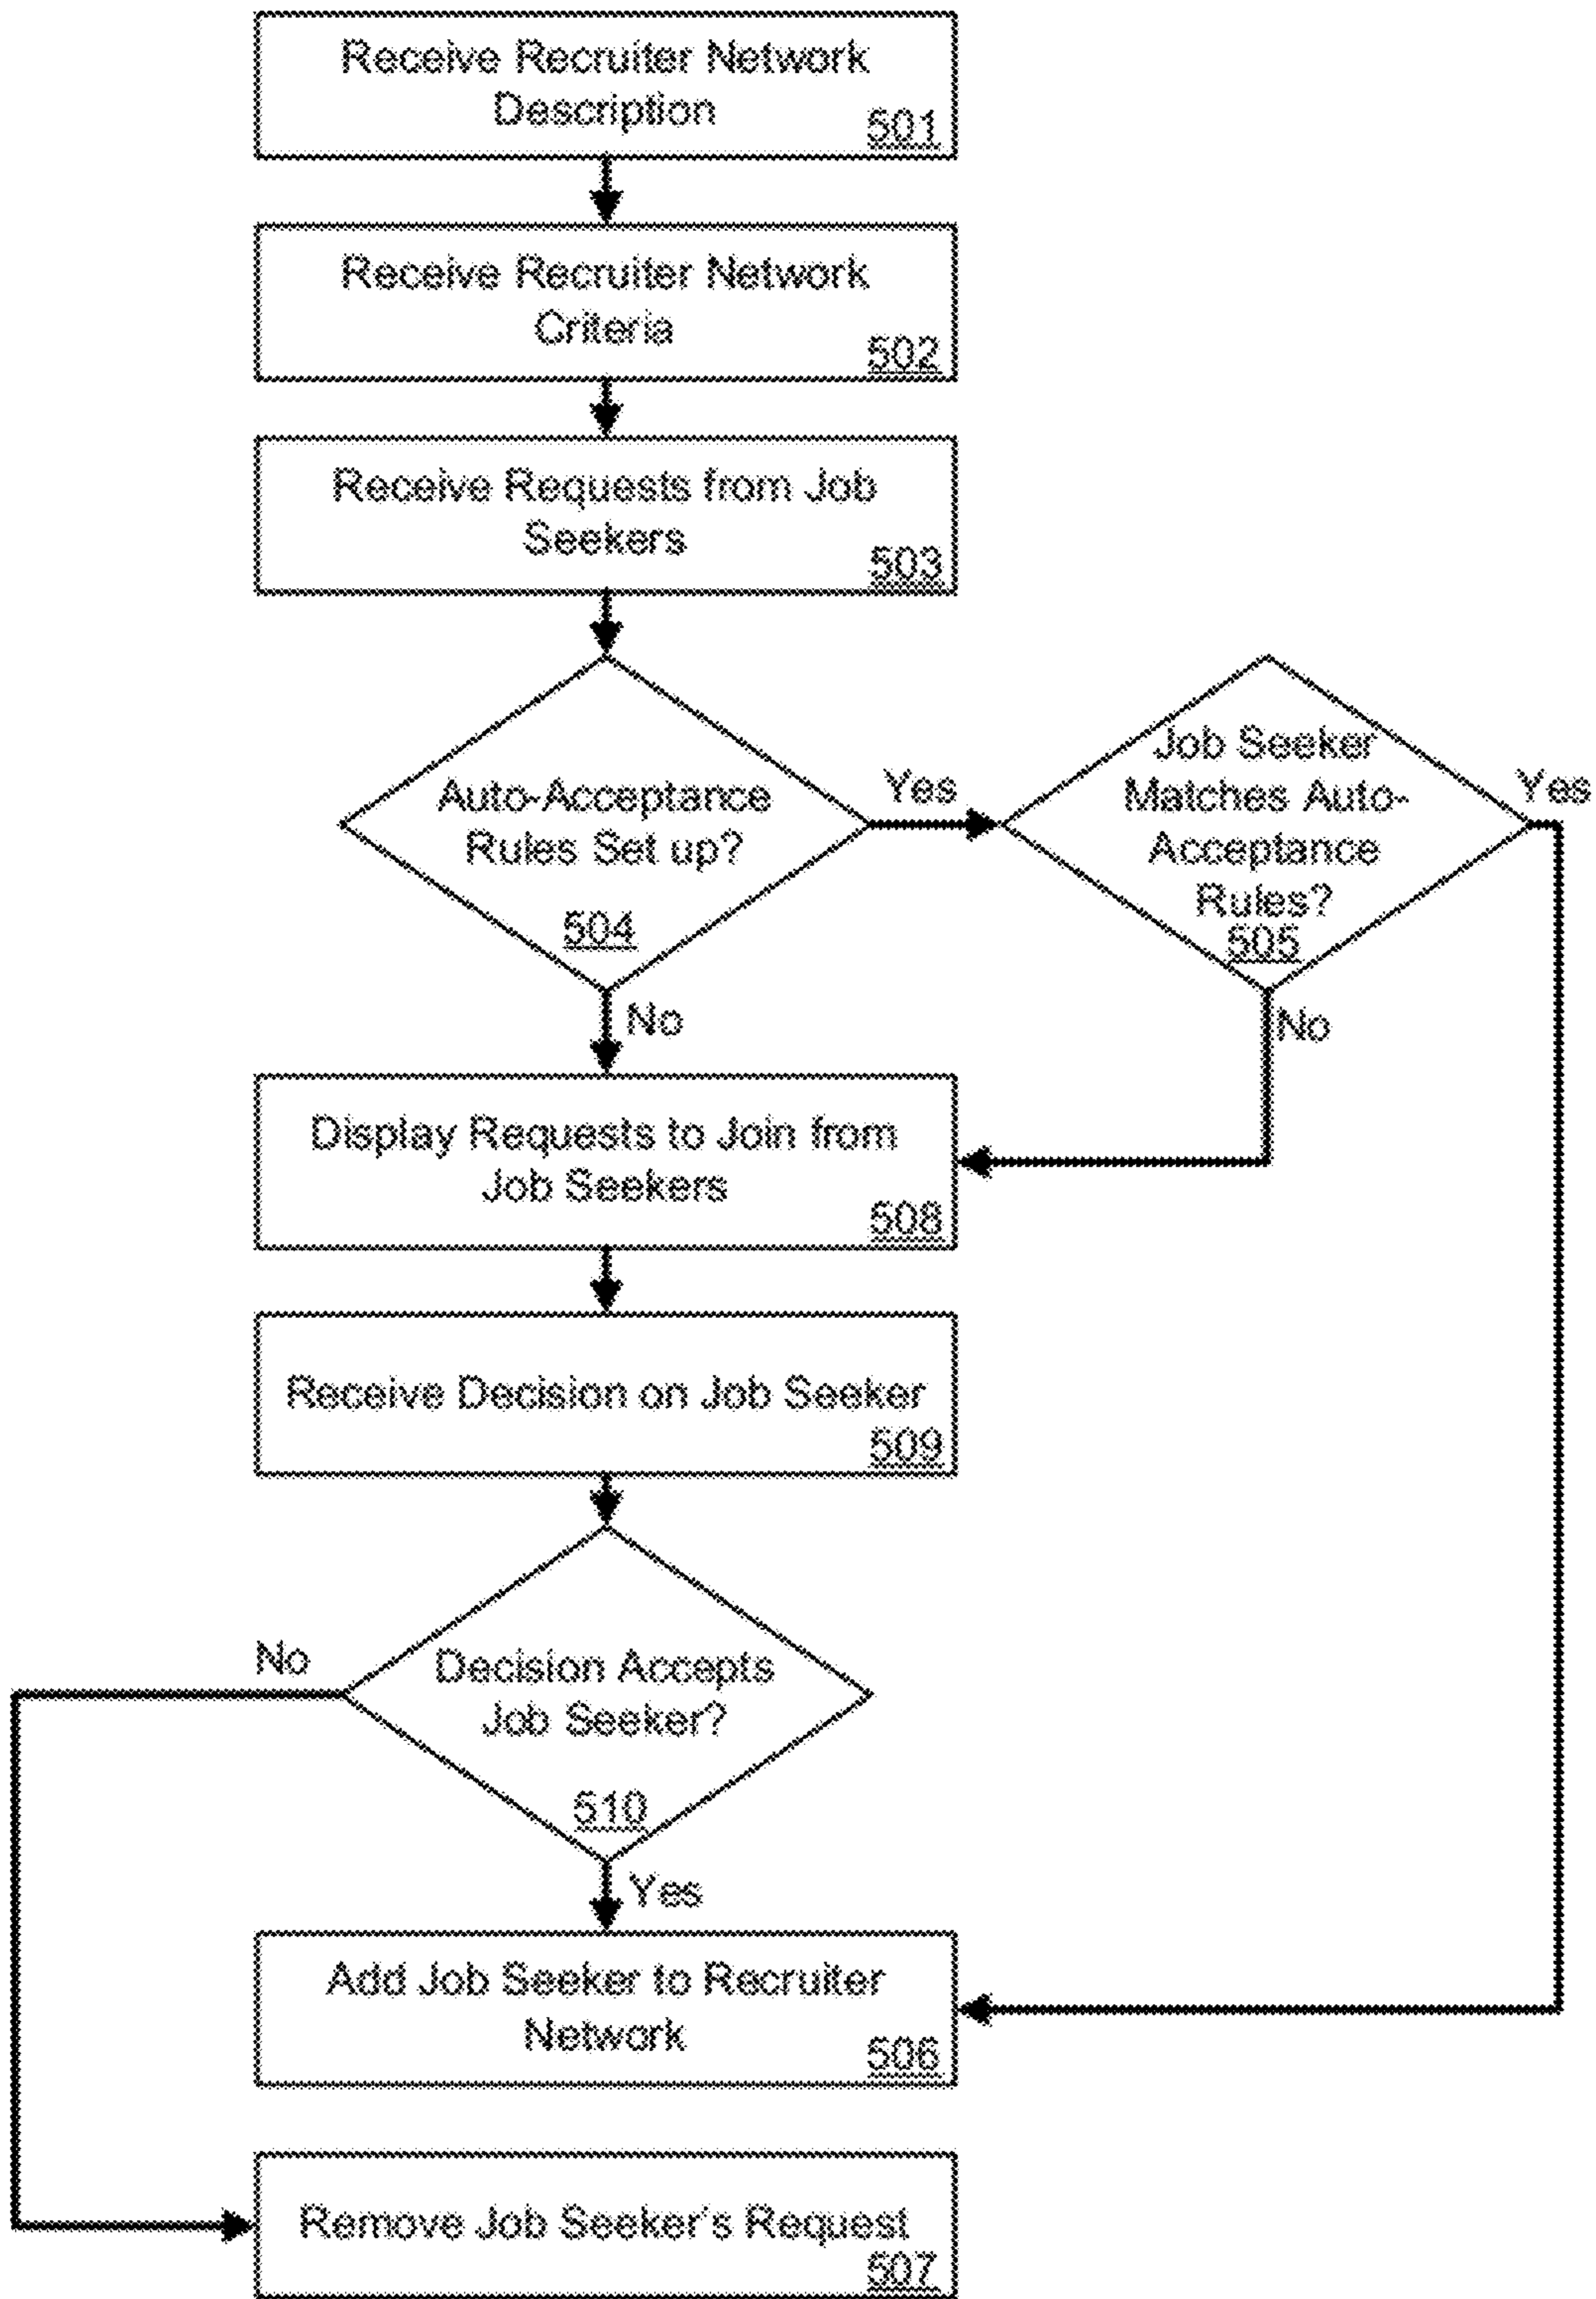 Receive Recruiter Network
Description
501
Receive Recruiter Network
Criteria
502
Receive Requests from Job
Seekers
503
Auto-Acceptance
Rules Set up?
504
Yes
Job Seeker
Matches Auto-
Acceptance
Rules?
505
Yes
No
No
Display Requests to Join from
Job Seekers
508
Receive Decision on Job Seeker
509
No
Decision Accepts
Job Seeker?
510
Yes
Add Job Seeker to Recruiter
Network
506
Remove Job Seeker's Request
507